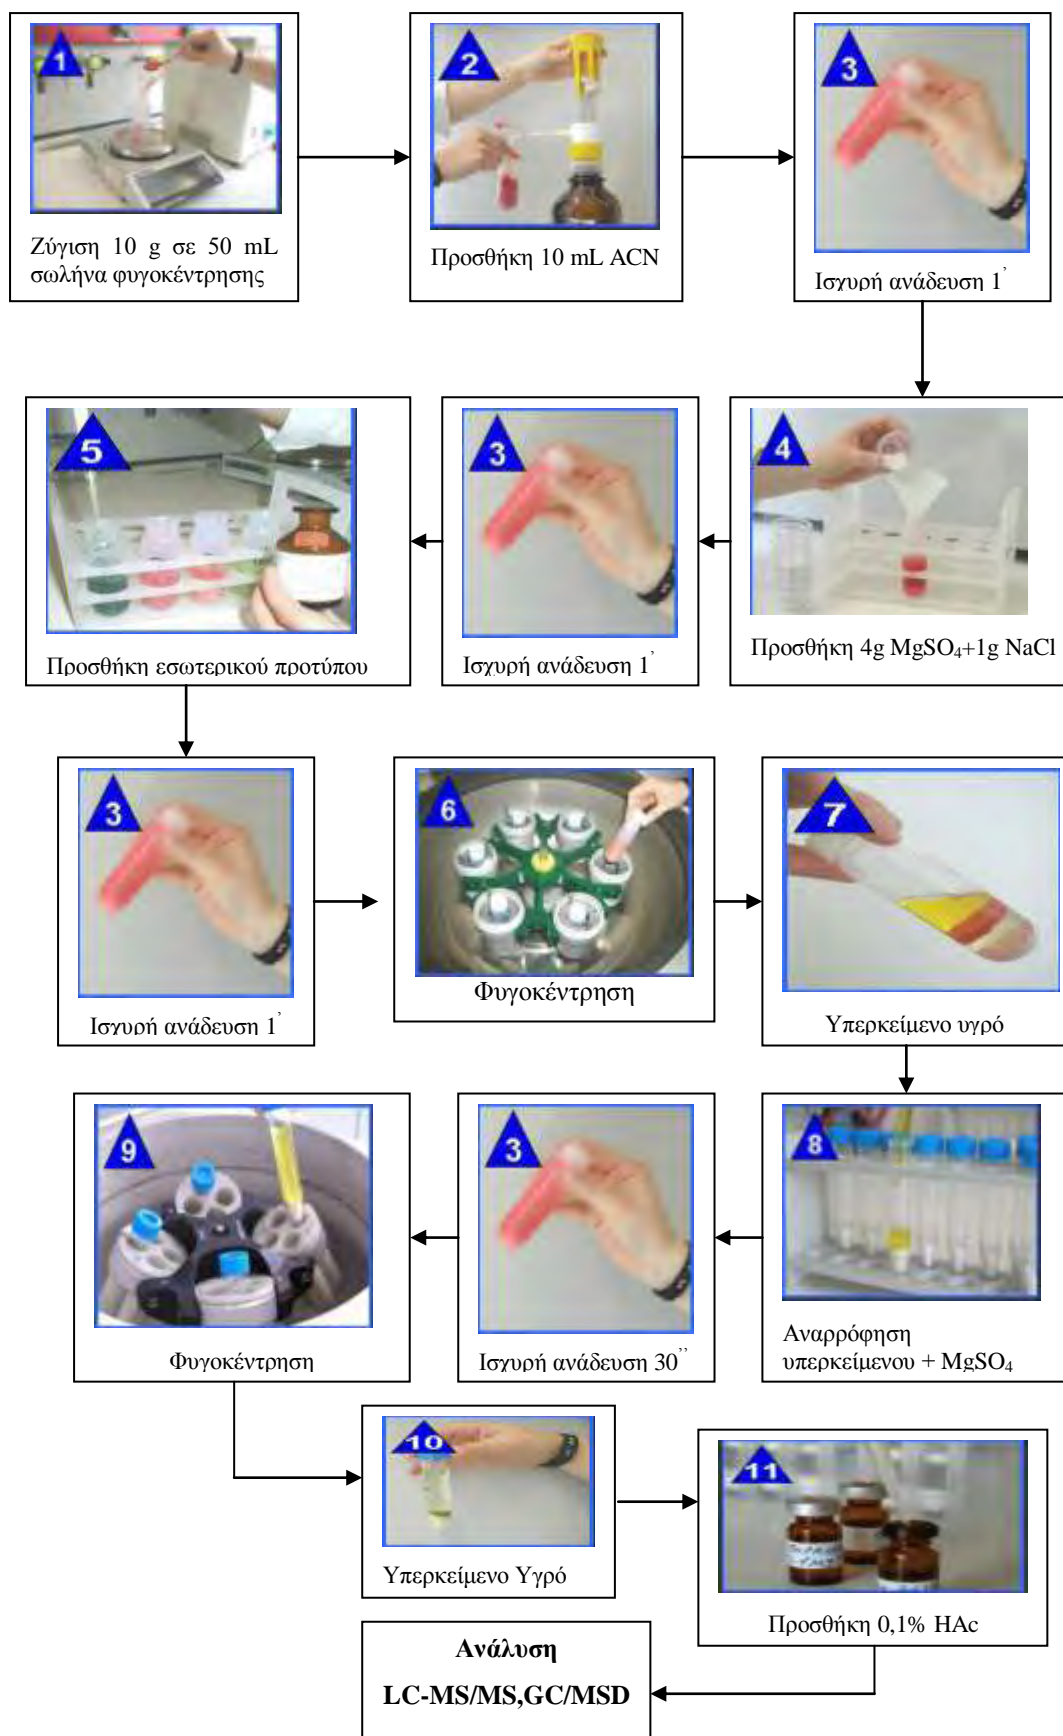 1
Ζύγιση 10 g σε 50 mL
σωλήνα φυγοκέντρησης
2
Προσθήκη 10 mL ACN
3
Ισχυρή ανάδευση 1’
4
Προσθήκη 4g MgSO₄+1g NaCl
3
Ισχυρή ανάδευση 1’
5
Προσθήκη εσωτερικού προτύπου
3
Ισχυρή ανάδευση 1’
6
Φυγοκέντρηση
7
Υπερκείμενο υγρό
8
Αναρρόφηση
υπερκείμενου + MgSO₄
3
Ισχυρή ανάδευση 30’’
9
Φυγοκέντρηση
10
Υπερκείμενο Υγρό
11
Προσθήκη 0,1% HAc
Ανάλυση
LC-MS/MS,GC/MSD